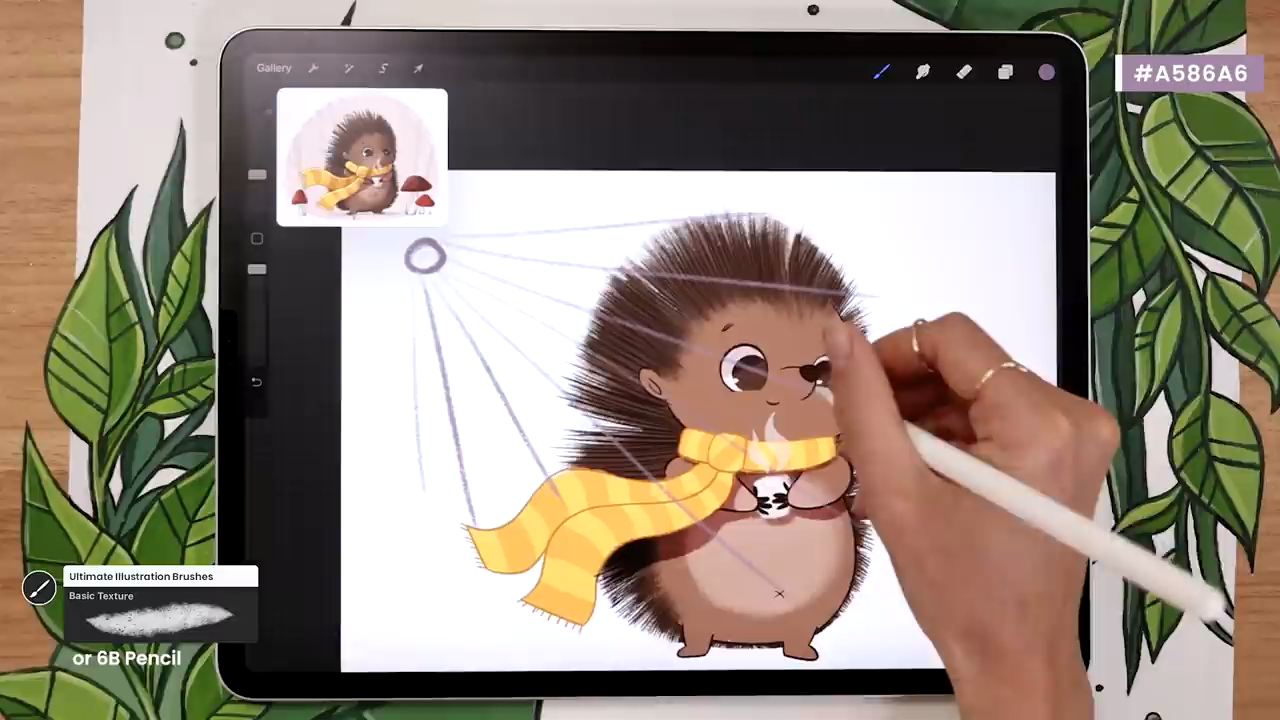 Gallery
#A586A6
Ultimate Illustration Brushes
Basic Texture
or 6B Pencil